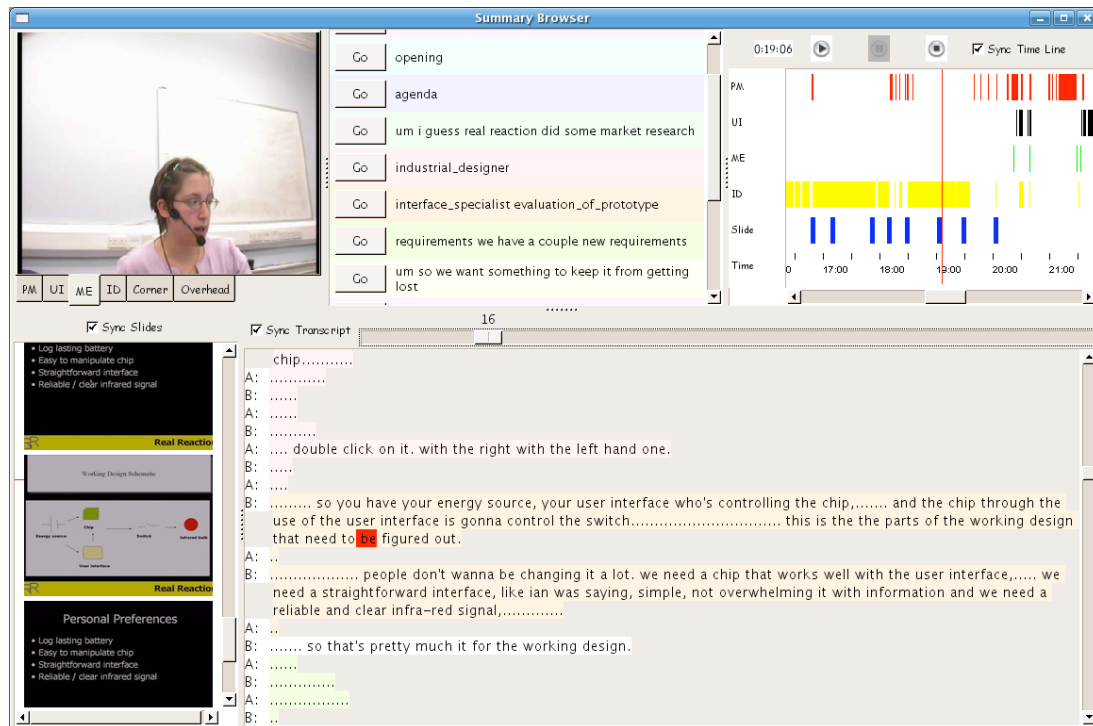 Summary Browser
Go opening
Go agenda
Go um i guess real reaction did some market research
Go industrial_designer
Go interface_specialist evaluation_of_prototype
Go requirements we have a couple new requirements
Go um so we want something to keep it from getting
lost
PM UI ME ID Corner Overhead
0:19:06 Sync Time Line
PM
UI
ME
ID
Slide
Time 0 17:00 18:00 19:00 20:00 21:00
Sync Slides
Sync Transcript 16
• Log lasting battery
• Easy to manipulate chip
• Straightforward interface
• Reliable / clear infrared signal
Real Reactio
Working Design Schematic
Chip
Energy source Switch Infrared bulb
User interface
Real Reactio
Personal Preferences
• Log lasting battery
• Easy to manipulate chip
• Straightforward interface
• Reliable / clear infrared signal
chip...........
A: ............
B: ......
A: ......
B: ..........
A: .... double click on it. with the right with the left hand one.
B: .....
A: ....
B: ......... so you have your energy source, your user interface who's controlling the chip,....... and the chip through the
use of the user interface is gonna control the switch................................ this is the the parts of the working design
that need to be figured out.
A: ..
B: ................... people don't wanna be changing it a lot. we need a chip that works well with the user interface,..... we
need a straightforward interface, like ian was saying, simple, not overwhelming it with information and we need a
reliable and clear infra-red signal,.............
A: ..
B: ....... so that's pretty much it for the working design.
A: ......
B: ..............
A: .................
B: ..